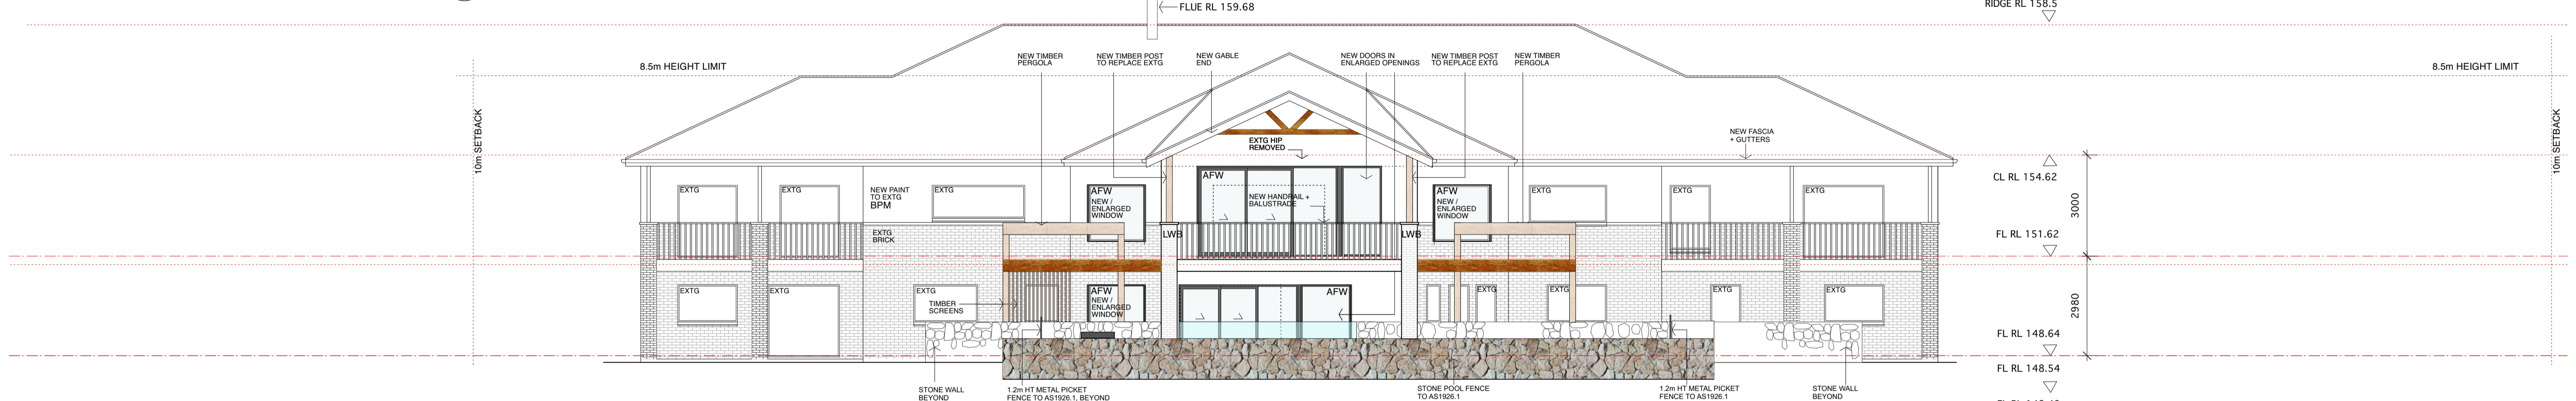 FLUE RL 159.68
RIDGE RL 158.5
8.5m HEIGHT LIMIT
NEW TIMBER
PERGOLA
NEW TIMBER POST
TO REPLACE EXTG
NEW GABLE
END
NEW DOORS IN
ENLARGED OPENINGS
NEW TIMBER POST
TO REPLACE EXTG
NEW TIMBER
PERGOLA
8.5m HEIGHT LIMIT
10m SETBACK
10m SETBACK
NEW FASCIA
+ GUTTERS
EXTG HIP
REMOVED
CL RL 154.62
EXTG
EXTG
NEW PAINT
TO EXTG
BPM
EXTG
AFW
NEW /
ENLARGED
WINDOW
AFW
NEW HANDRAIL +
BALUSTRADE
AFW
NEW /
ENLARGED
WINDOW
EXTG
EXTG
EXTG
3000
EXTG
BRICK
LWB
LWB
FL RL 151.62
EXTG
EXTG
EXTG
TIMBER
SCREENS
AFW
NEW /
ENLARGED
WINDOW
AFW
EXTG
EXTG
EXTG
EXTG
2980
FL RL 148.64
FL RL 148.54
STONE WALL
BEYOND
1.2m HT METAL PICKET
FENCE TO AS1926.1, BEYOND
STONE POOL FENCE
TO AS1926.1
1.2m HT METAL PICKET
FENCE TO AS1926.1
STONE WALL
BEYOND